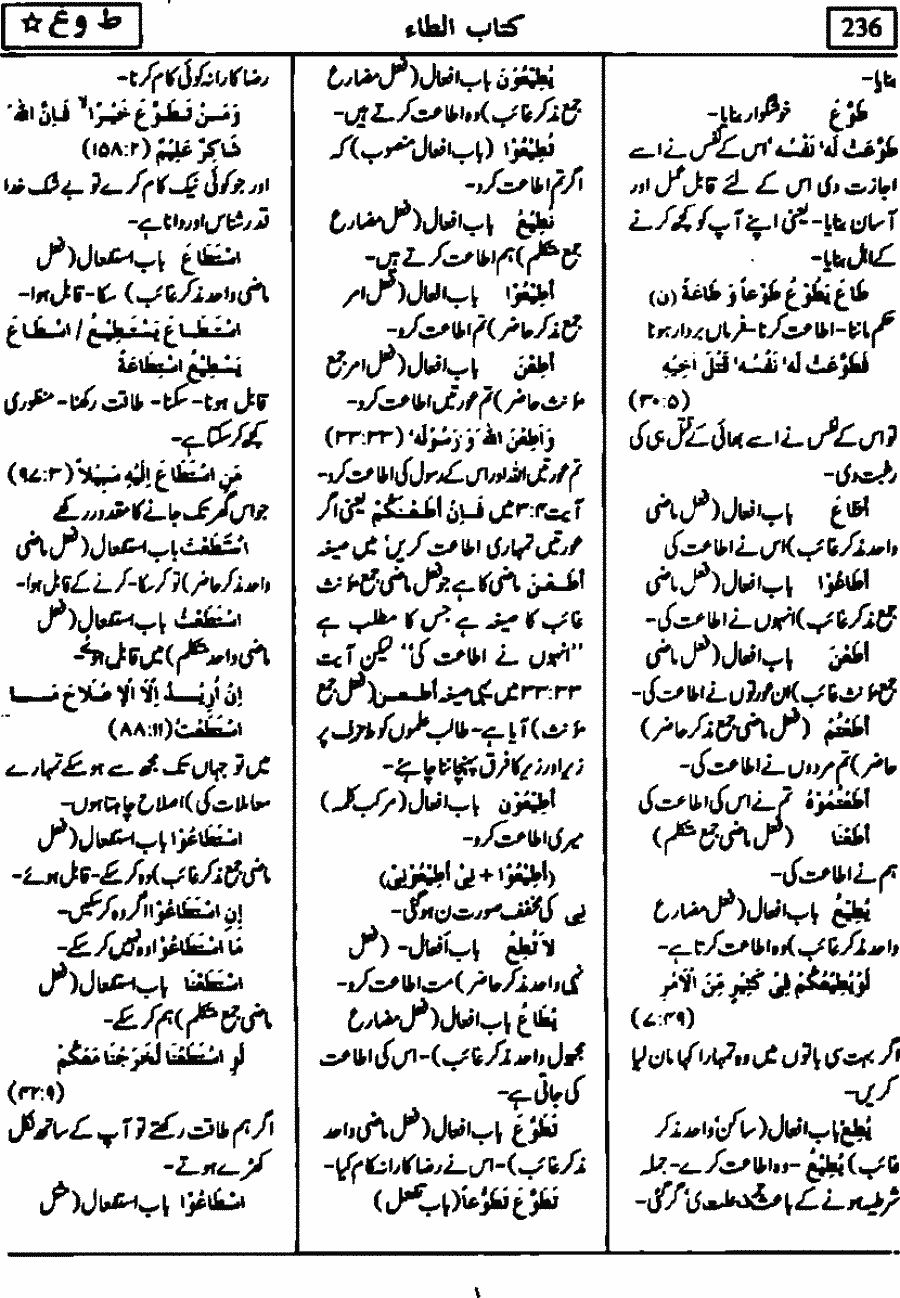 236
کتاب الطاء
ط و ع ☆
بنایا۔
طَوَّعَ خوشگوار بنایا۔
طَوَّعَتْ لَهٗ نَفْسُهٗ اُس کے نفس نے اسے
اجازت دی اس کے لئے قابل عمل اور
آسان بنایا۔ یعنی اپنے آپ کو کچھ کرنے
کے اہل بنایا۔
طَاعَ يَطُوْعُ طَوْعاً وَ طَاعَةً (ن)
حکم ماننا۔ اطاعت کرنا۔ فرماں بردار ہونا
فَطَوَّعَتْ لَهٗ نَفْسُهٗ قَتْلَ اَخِيْهِ
(۳۰:۵)
تو اس کے نفس نے اسے بھائی کے قتل ہی کی
رغبت دی۔
أَطَاعَ باب افعال (فعل ماضی
واحد مذکر غائب) اس نے اطاعت کی
أَطَاعُوْا باب افعال (فعل ماضی
جمع مذکر غائب) انہوں نے اطاعت کی۔
أَطَعْنَ باب افعال (فعل ماضی
جمع مؤنث غائب) ان عورتوں نے اطاعت کی۔
أَطَعْتُمْ (فعل ماضی جمع مذکر حاضر)
حاضر) تم مردوں نے اطاعت کی۔
أَطَعْتُمُوْهُ تم نے اس کی اطاعت کی
أَطَعْنَا (فعل ماضی جمع متکلم)
ہم نے اطاعت کی۔
يُطِيْعُ باب افعال (فعل مضارع
واحد مذکر غائب) وہ اطاعت کرتا ہے۔
لَوْ يُطِيْعُكُمْ فِیْ كَثِيْرٍ مِّنَ الْاَمْرِ
(۷:۴۹)
اگر بہت سی باتوں میں وہ تمہارا کہا مان لیا
کریں۔
يُطِعْ باب افعال (ساکن واحد مذکر
غائب) يُطِيْعُ ۔ وہ اطاعت کرے۔ جملہ
شرطیہ ہونے کے باعث حرف علت ی گر گئی۔
يُطِيْعُوْنَ باب افعال (فعل مضارع
جمع مذکر غائب) وہ اطاعت کرتے ہیں۔
تُطِيْعُوْا (باب افعال منصوب) کہ
اگر تم اطاعت کرو۔
نُطِيْعُ باب افعال (فعل مضارع
جمع متکلم) ہم اطاعت کرتے ہیں۔
أَطِيْعُوْا باب افعال (فعل امر
جمع مذکر حاضر) تم اطاعت کرو۔
أَطِعْنَ باب افعال (فعل امر جمع
مؤنث حاضر) تم عورتیں اطاعت کرو۔
وَأَطِعْنَ اللهَ وَ رَسُوْلَهٗ (۳۳:۳۳)
تم عورتیں اللہ اور اس کے رسول کی اطاعت کرو۔
آیت ۳:۴ میں فَاِنْ اَطَعْنَكُمْ یعنی اگر
عورتیں تمہاری اطاعت کریں' میں صیغہ
أَطَعْنَ ماضی کا ہے جو فعل ماضی جمع مؤنث
غائب کا صیغہ ہے جس کا مطلب ہے
"انہوں نے اطاعت کی" لیکن آیت
۳۳:۳۳ میں یہی صیغہ أطعن (فعل جمع
مؤنث) آیا ہے۔ طالب علموں کو
زیر اور زبر کا فرق پہچاننا چاہئے۔
أَطِيْعُوْنِ باب افعال (مرکب کلمہ)
میری اطاعت کرو۔
(أَطِيْعُوْا + نِیْ أَطِيْعُوْنِیْ)
نِی کی مخفف صورت نِ ہو گئی۔
لَا تُطِعْ باب افعال۔ (فعل
نہی واحد مذکر حاضر) مت اطاعت کرو۔
يُطَاعُ باب افعال (فعل مضارع
مجہول واحد مذکر غائب)۔ اس کی اطاعت
کی جاتی ہے۔
تَطَوَّعَ باب افعال (فعل ماضی واحد
مذکر غائب)۔ اس نے رضاکارانہ کام کیا۔
تَطَوَّعَ تَطَوُّعاً (باب تفعل)
رضاکارانہ کوئی کام کرنا۔
وَمَنْ تَطَوَّعَ خَيْرًا لا فَاِنَّ اللهَ
شَاكِرٌ عَلِيْمٌ (۱۵۸:۲)
اور جو کوئی نیک کام کرے تو بے شک خدا
قدر شناس اور دانا ہے۔
اسْتَطَاعَ باب استفعال (فعل
ماضی واحد مذکر غائب) سکا۔ قابل ہوا۔
اسْتَطَاعَ يَسْتَطِيْعُ / اسْطَاعَ
يَسْطِيْعُ اسْتِطَاعَةً
قابل ہونا۔ سکنا۔ طاقت رکھنا۔ منظوری
کچھ کر سکتا ہے۔
مَنِ اسْتَطَاعَ اِلَيْهِ سَبِيْلاً (۹۷:۳)
جو اس گھر تک جانے کا مقدور رکھے
اسْتَطَعْتَ باب استفعال (فعل ماضی
واحد مذکر حاضر) تو کر سکا۔ کرنے کے قابل ہوا۔
اسْتَطَعْتُ باب استفعال (فعل
ماضی واحد متکلم) میں قابل ہوئے۔
اِنْ اُرِيْدُ اِلَّا الْاِصْلَاحَ مَا
اسْتَطَعْتُ (۸۸:۱۱)
میں تو جہاں تک مجھ سے ہو سکے تمہارے
معاملات کی) اصلاح چاہتا ہوں۔
اسْتَطَاعُوْا باب استفعال (فعل
ماضی جمع مذکر غائب) وہ کر سکے۔ قابل ہوئے۔
اِنِ اسْتَطَاعُوْا اگر وہ کر سکیں۔
مَا اسْتَطَاعُوْا وہ نہیں کر سکے۔
اسْتَطَعْنَا باب استفعال (فعل
ماضی جمع متکلم) ہم کر سکے۔
لَوِ اسْتَطَعْنَا لَخَرَجْنَا مَعَكُمْ
(۴۲:۹)
اگر ہم طاقت رکھتے تو آپ کے ساتھ نکل
کھڑے ہوتے۔
اسْطَاعُوْا باب استفعال (مثل